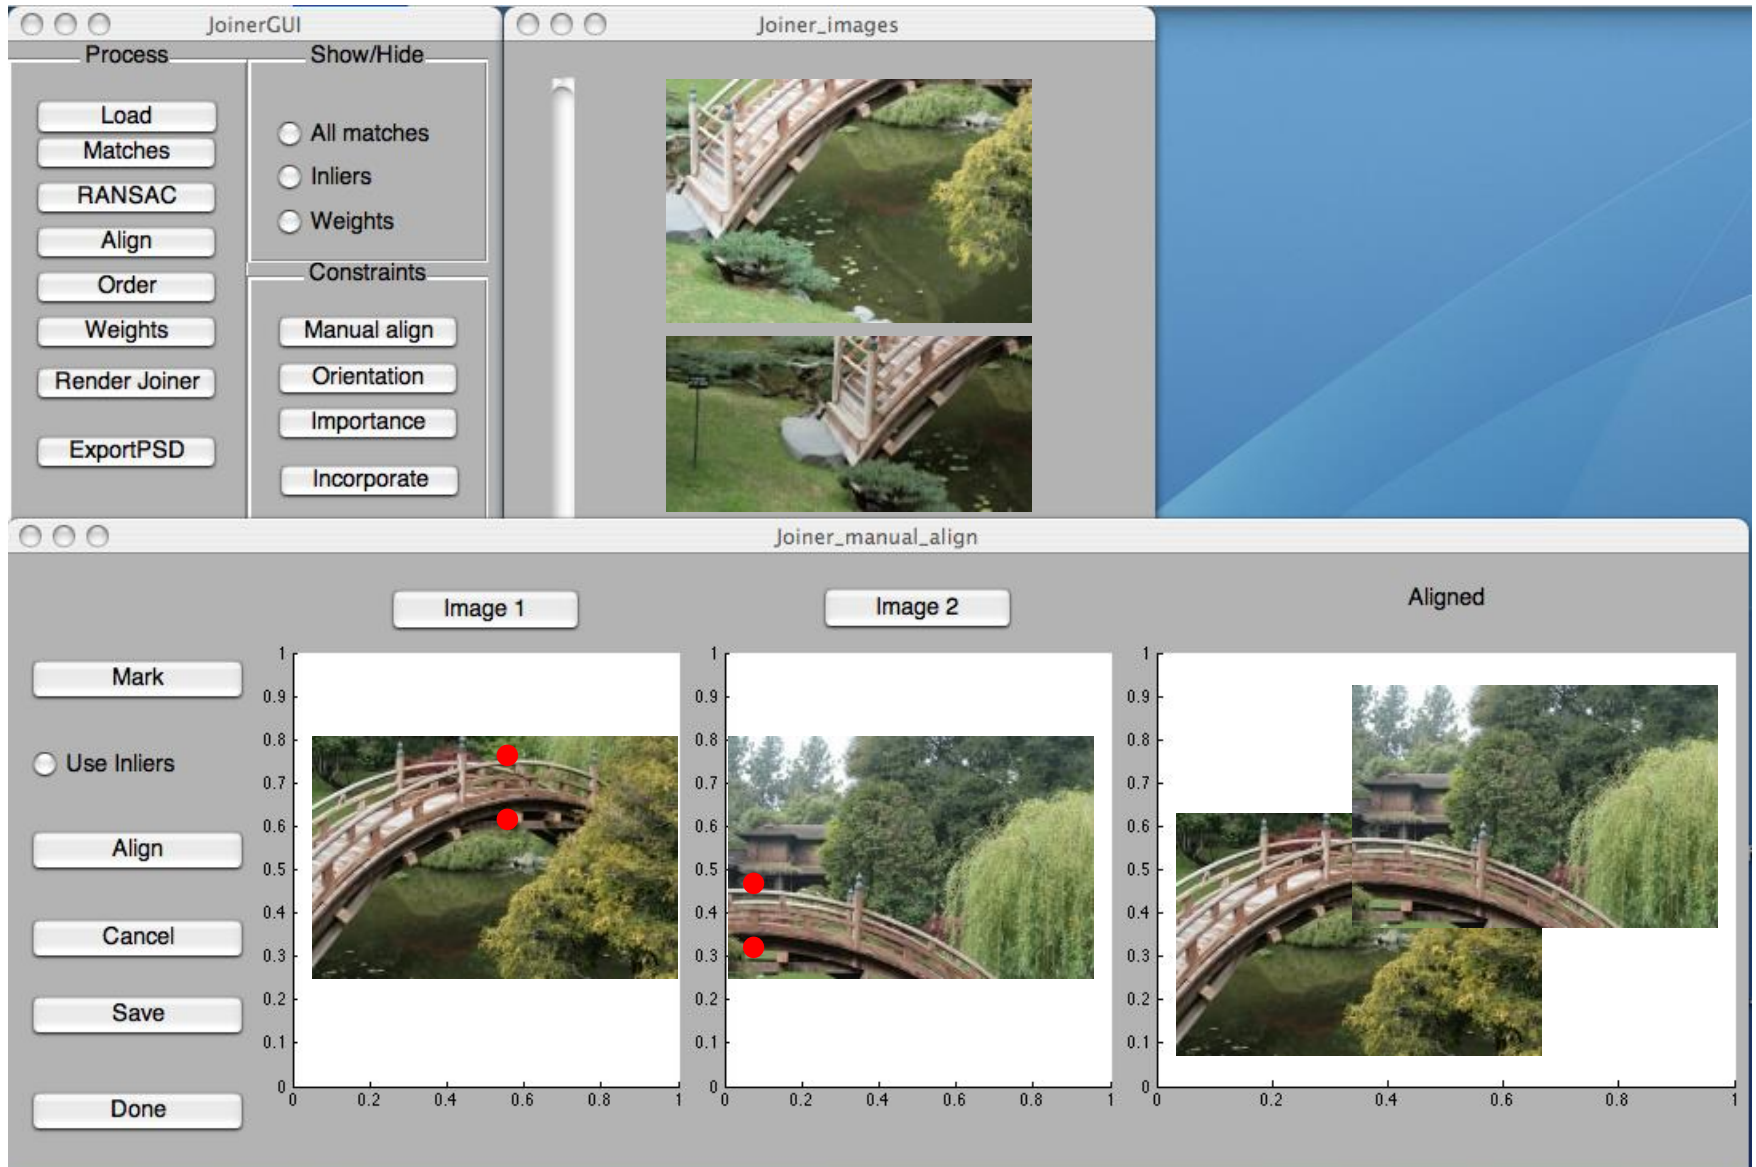 JoinerGUI
Process
Load
Matches
RANSAC
Align
Order
Weights
Render Joiner
ExportPSD
Show/Hide
All matches
Inliers
Weights
Constraints
Manual align
Orientation
Importance
Incorporate
Joiner_images
Joiner_manual_align
Mark
Use Inliers
Align
Cancel
Save
Done
Image 1
1
0.9
0.8
0.7
0.6
0.5
0.4
0.3
0.2
0.1
0
0 0.2 0.4 0.6 0.8 1
Image 2
1
0.9
0.8
0.7
0.6
0.5
0.4
0.3
0.2
0.1
0
0 0.2 0.4 0.6 0.8 1
Aligned
1
0.9
0.8
0.7
0.6
0.5
0.4
0.3
0.2
0.1
0
0 0.2 0.4 0.6 0.8 1